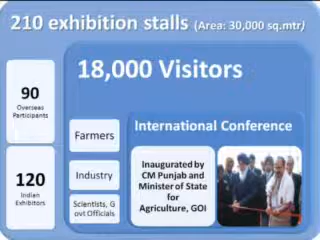 210 exhibition stalls (Area: 30,000 sq.mtr)
90
Overseas
Participants
120
Indian
Exhibitors
18,000 Visitors
Farmers
Industry
Scientists, G
ovt Officials
International Conference
Inaugurated by
CM Punjab and
Minister of State
for
Agriculture, GOI